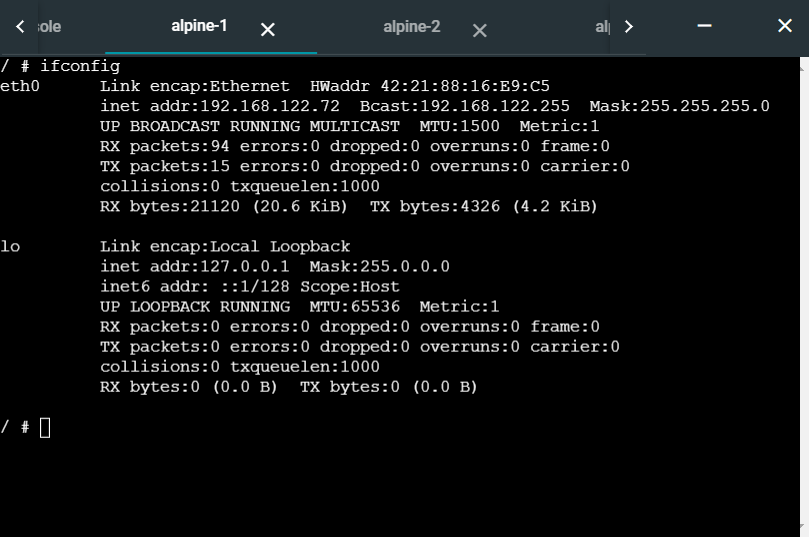 ole alpine-1 alpine-2 al
/ # ifconfig
eth0      Link encap:Ethernet  HWaddr 42:21:88:16:E9:C5
          inet addr:192.168.122.72  Bcast:192.168.122.255  Mask:255.255.255.0
          UP BROADCAST RUNNING MULTICAST  MTU:1500  Metric:1
          RX packets:94 errors:0 dropped:0 overruns:0 frame:0
          TX packets:15 errors:0 dropped:0 overruns:0 carrier:0
          collisions:0 txqueuelen:1000
          RX bytes:21120 (20.6 KiB)  TX bytes:4326 (4.2 KiB)

lo        Link encap:Local Loopback
          inet addr:127.0.0.1  Mask:255.0.0.0
          inet6 addr: ::1/128 Scope:Host
          UP LOOPBACK RUNNING  MTU:65536  Metric:1
          RX packets:0 errors:0 dropped:0 overruns:0 frame:0
          TX packets:0 errors:0 dropped:0 overruns:0 carrier:0
          collisions:0 txqueuelen:1000
          RX bytes:0 (0.0 B)  TX bytes:0 (0.0 B)

/ #